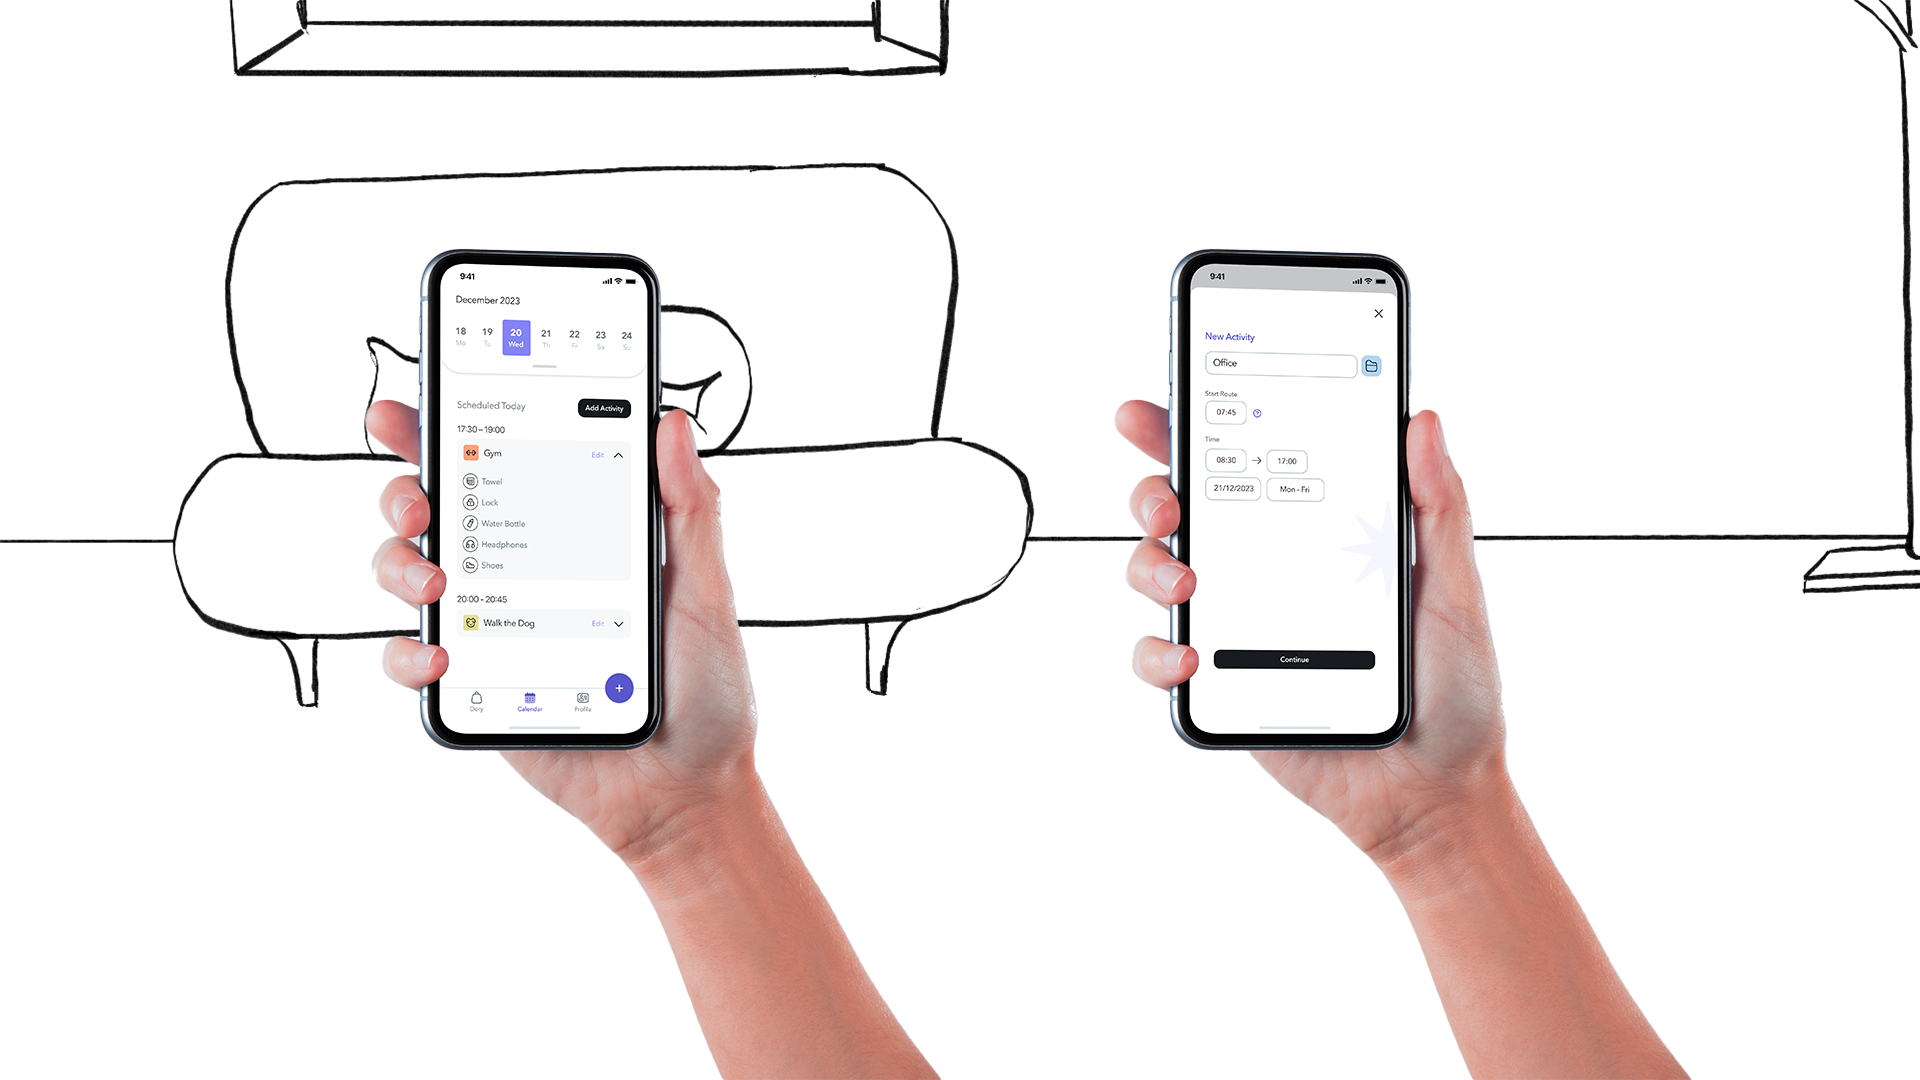 9:41
December 2023
18 19 20 21 22 23 24
Mo Tu Wed Th Fr Sa Su
Scheduled Today Add Activity
17:30 – 19:00
Gym Edit
Towel
Lock
Water Bottle
Headphones
Shoes
20:00 - 20:45
Walk the Dog Edit
+
Dory Calendar Profile
9:41
New Activity
Office
Start Route
07:45 ?
Time
08:30 → 17:00
21/12/2023 Mon - Fri
Continue